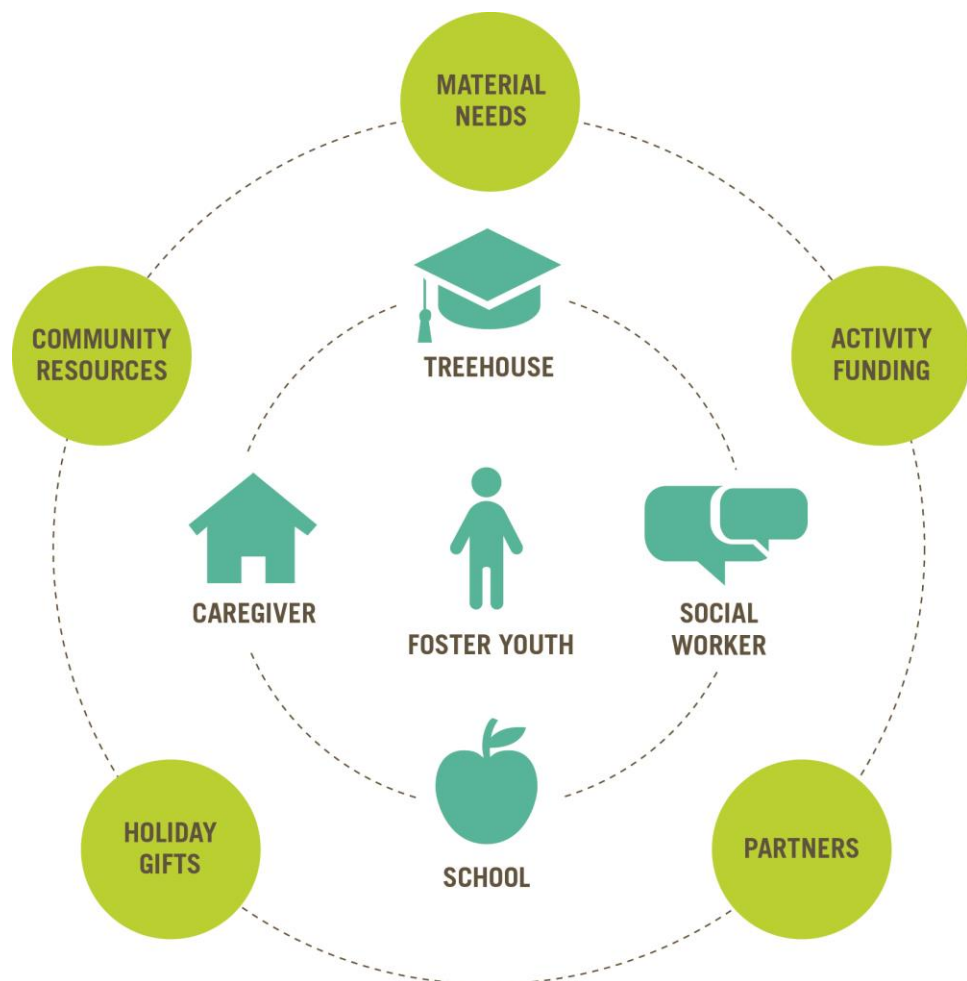 MATERIAL
NEEDS
TREEHOUSE
COMMUNITY
RESOURCES
ACTIVITY
FUNDING
CAREGIVER
FOSTER YOUTH
SOCIAL
WORKER
HOLIDAY
GIFTS
SCHOOL
PARTNERS